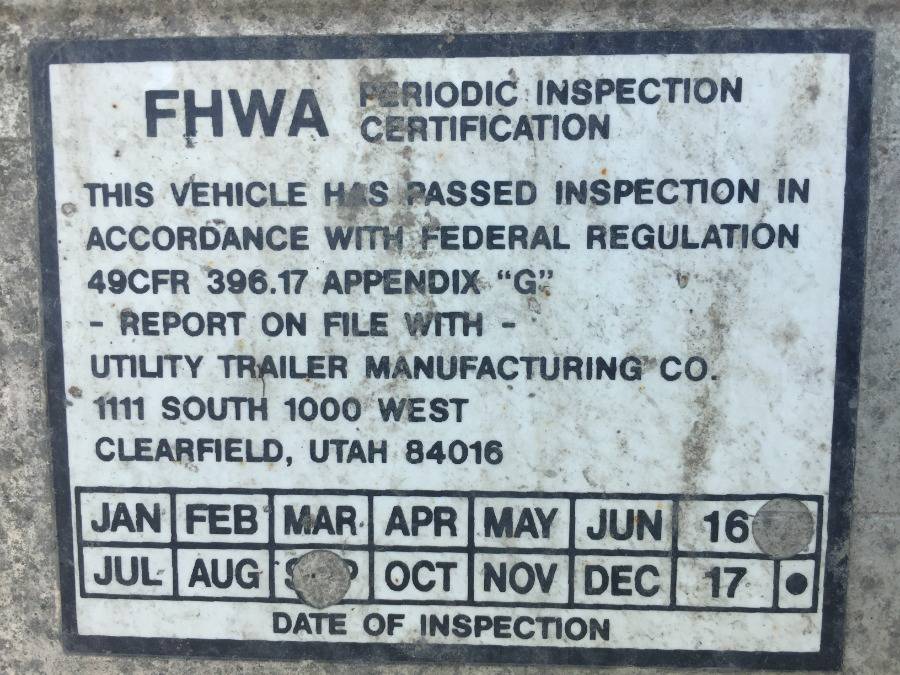 FHWA PERIODIC INSPECTION
CERTIFICATION
THIS VEHICLE HAS PASSED INSPECTION IN
ACCORDANCE WITH FEDERAL REGULATION
49CFR 396.17 APPENDIX "G"
- REPORT ON FILE WITH -
UTILITY TRAILER MANUFACTURING CO.
1111 SOUTH 1000 WEST
CLEARFIELD, UTAH 84016
JAN FEB MAR APR MAY JUN 16
JUL AUG SEP OCT NOV DEC 17
DATE OF INSPECTION